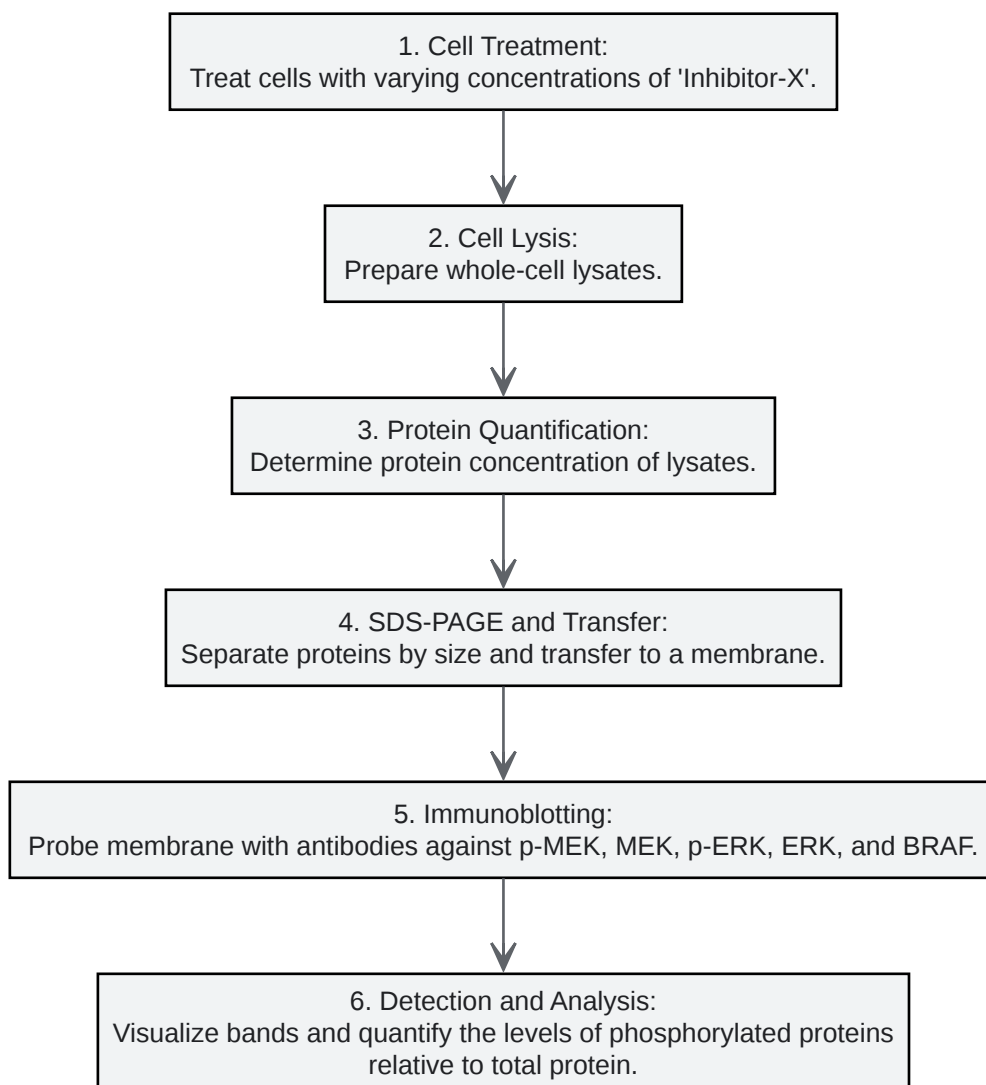 1. Cell Treatment:
Treat cells with varying concentrations of 'Inhibitor-X'.
2. Cell Lysis:
Prepare whole-cell lysates.
3. Protein Quantification:
Determine protein concentration of lysates.
4. SDS-PAGE and Transfer:
Separate proteins by size and transfer to a membrane.
5. Immunoblotting:
Probe membrane with antibodies against p-MEK, MEK, p-ERK, ERK, and BRAF.
6. Detection and Analysis:
Visualize bands and quantify the levels of phosphorylated proteins
relative to total protein.